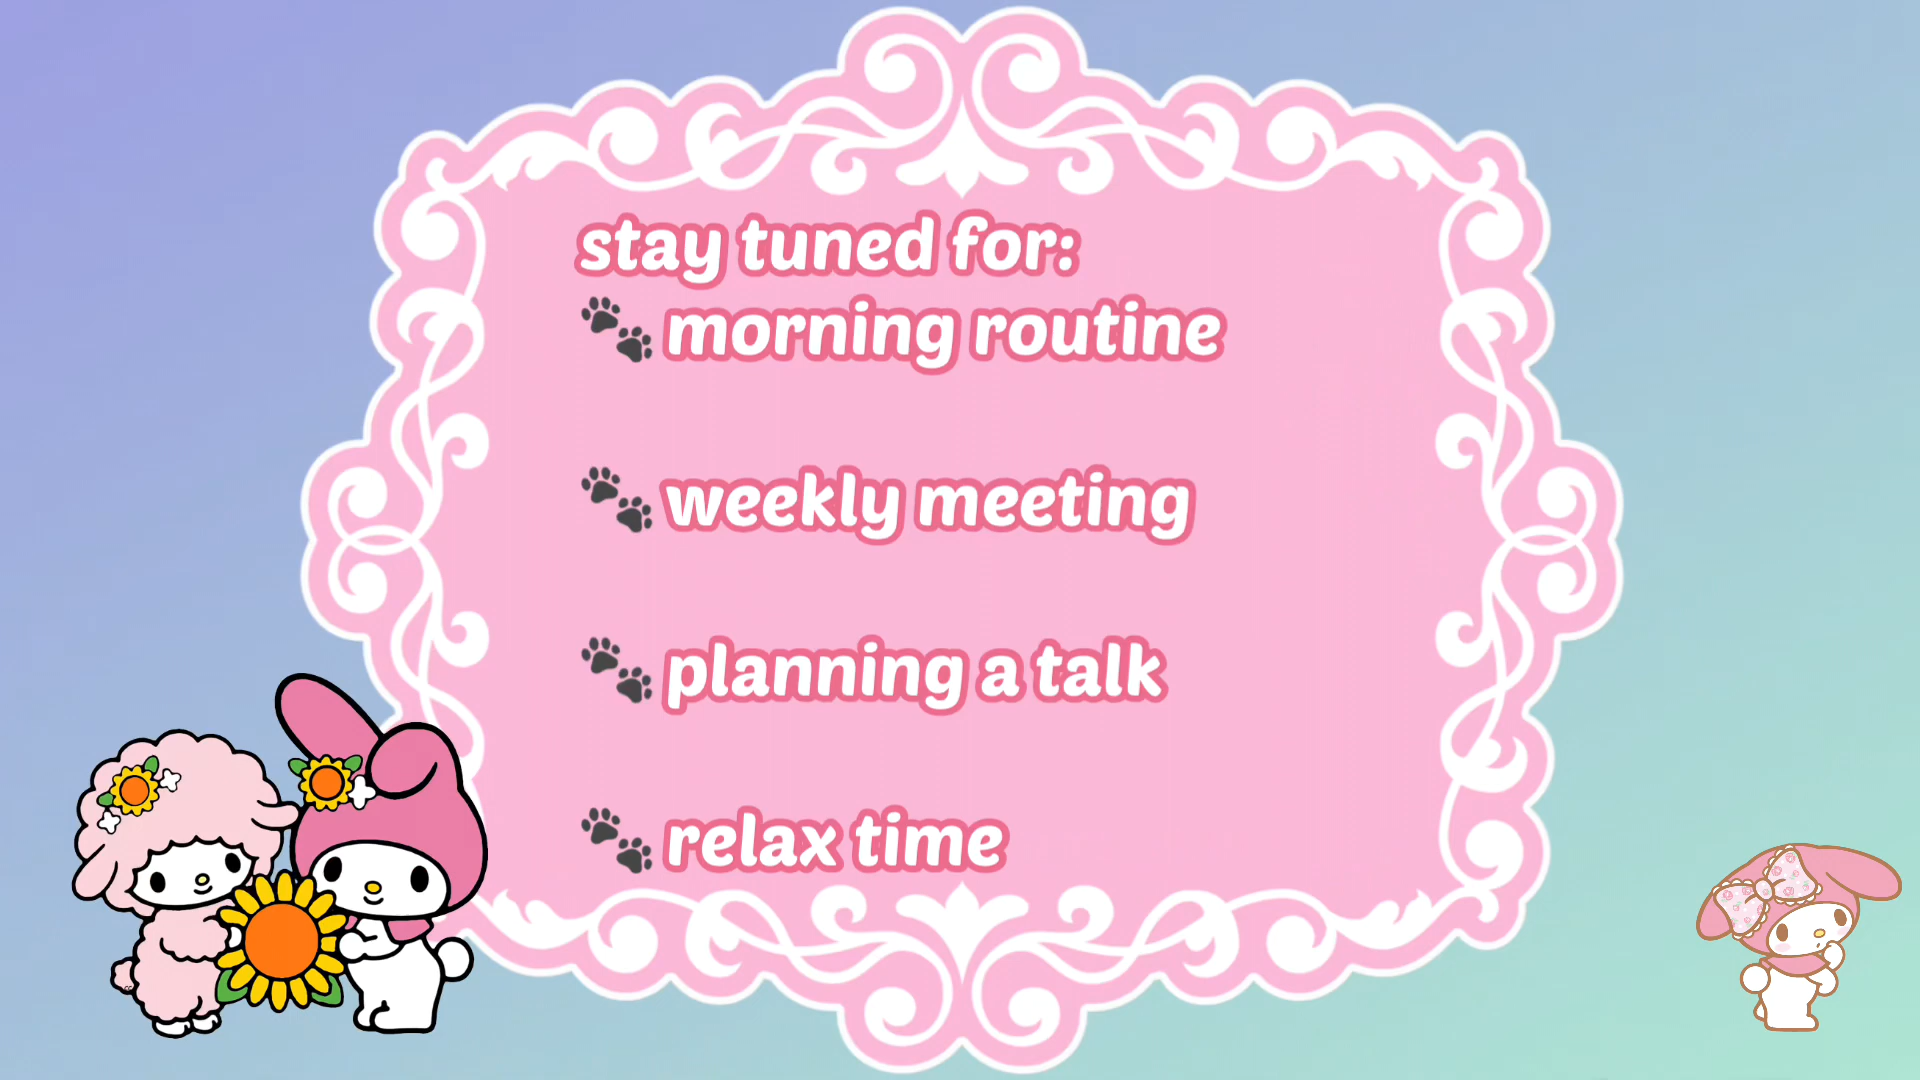 stay tuned for:
🐾 morning routine
🐾 weekly meeting
🐾 planning a talk
🐾 relax time